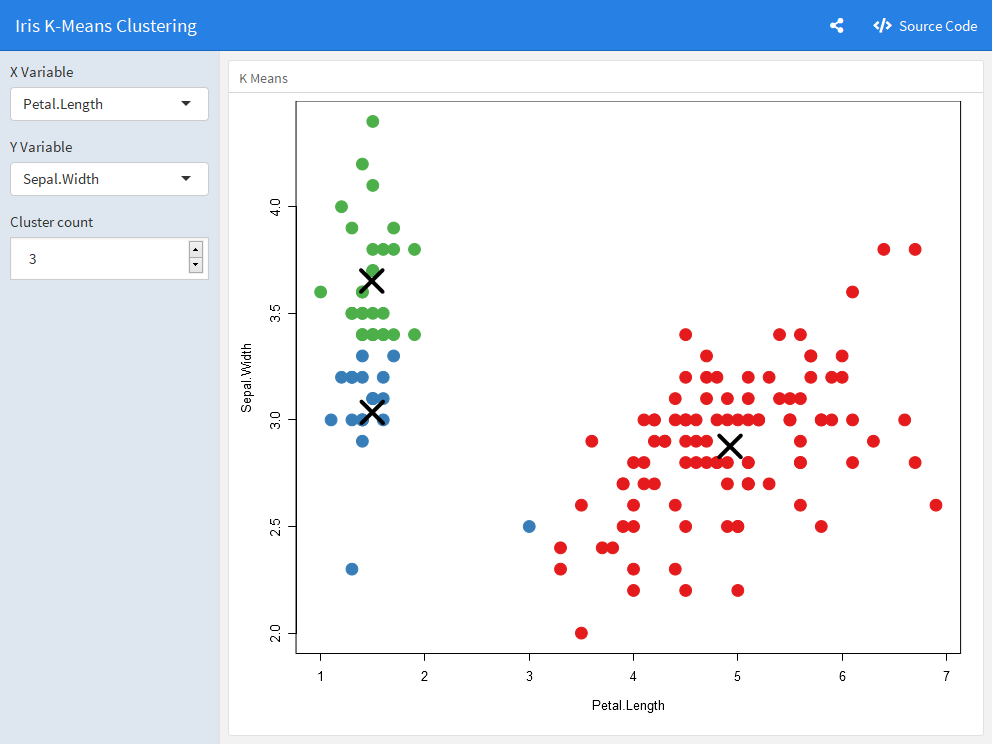 Iris K-Means Clustering
Source Code
X Variable
Petal.Length
Y Variable
Sepal.Width
Cluster count
3
K Means
4.0
3.5
3.0
2.5
2.0
Sepal.Width
1 2 3 4 5 6 7
Petal.Length